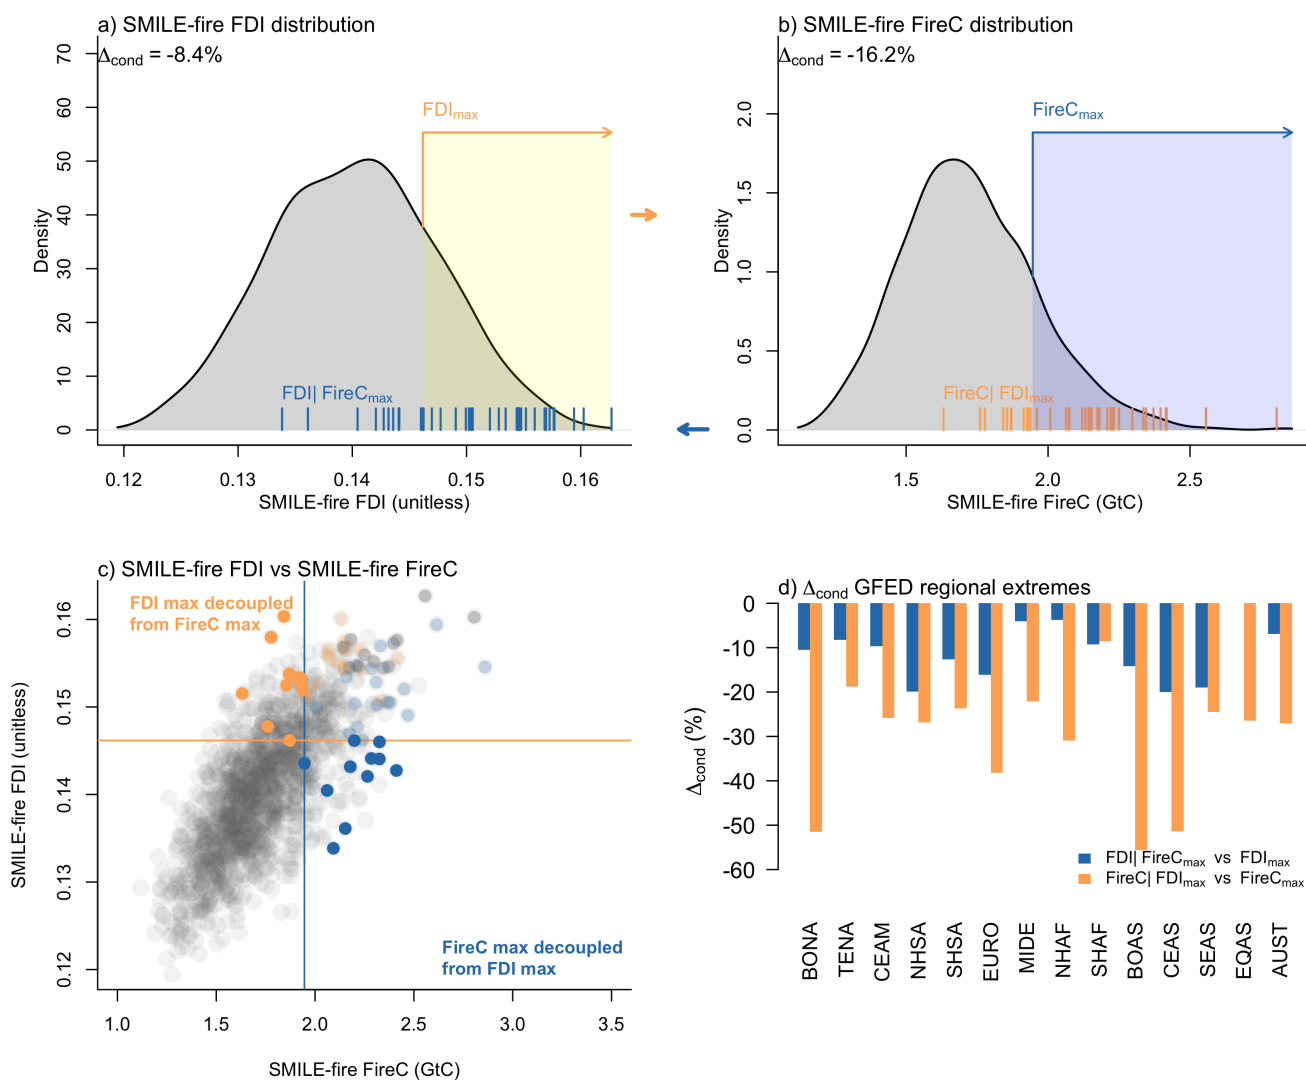 a) SMILE-fire FDI distribution
Δcond = -8.4%
FDImax
FDI| FireCmax
Density
0 10 20 30 40 50 60 70
0.12 0.13 0.14 0.15 0.16
SMILE-fire FDI (unitless)
b) SMILE-fire FireC distribution
Δcond = -16.2%
FireCmax
FireC| FDImax
Density
0.0 0.5 1.0 1.5 2.0
1.5 2.0 2.5
SMILE-fire FireC (GtC)
c) SMILE-fire FDI vs SMILE-fire FireC
FDI max decoupled
from FireC max
FireC max decoupled
from FDI max
SMILE-fire FDI (unitless)
0.12 0.13 0.14 0.15 0.16
1.0 1.5 2.0 2.5 3.0 3.5
SMILE-fire FireC (GtC)
d) Δcond GFED regional extremes
Δcond (%)
0
-10
-20
-30
-40
-50
-60
FDI| FireCmax vs FDImax
FireC| FDImax vs FireCmax
BONA TENA CEAM NHSA SHSA EURO MIDE NHAF SHAF BOAS CEAS SEAS EQAS AUST